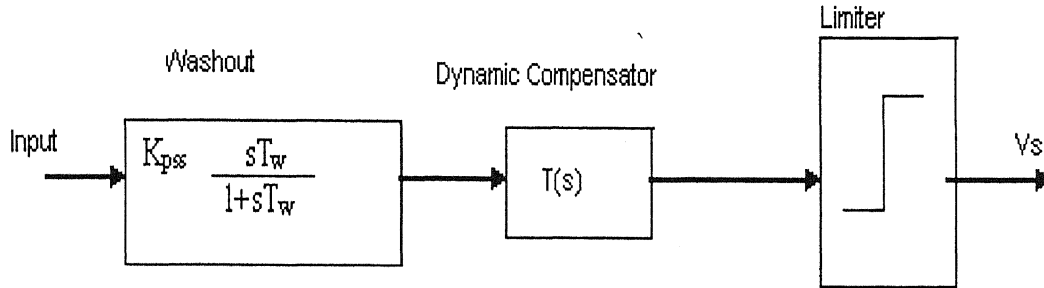 Limiter
Washout
Dynamic Compensator
Input
Kpss sTw
1+sTw
T(s)
Vs